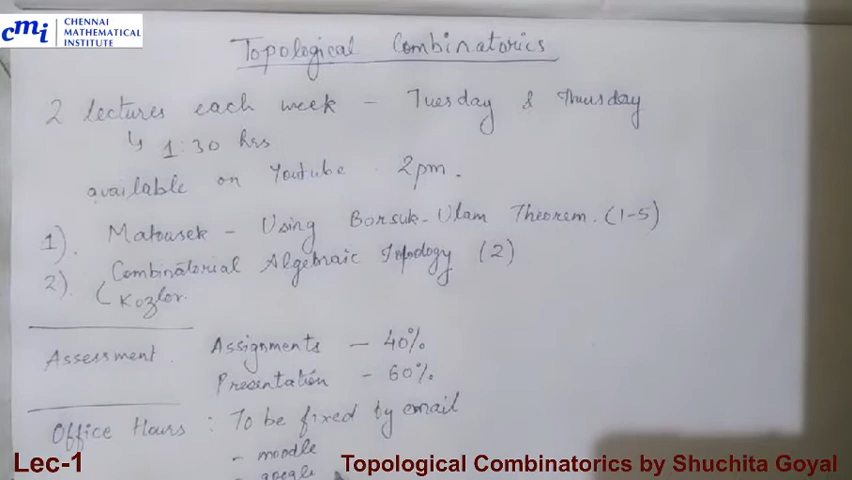 cmi CHENNAI
MATHEMATICAL
INSTITUTE
Topological Combinatorics
2 lectures each week - Tuesday & Thursday
↳ 1:30 hrs
available on Youtube 2pm.
1). Matousek - Using Borsuk-Ulam Theorem. (1-5)
2). Combinatorial Algebraic Topology (2)
( Kozlov.
Assessment. Assignments - 40%
Presentation - 60%.
Office Hours : To be fixed by email
- moodle
- google
Lec-1 Topological Combinatorics by Shuchita Goyal